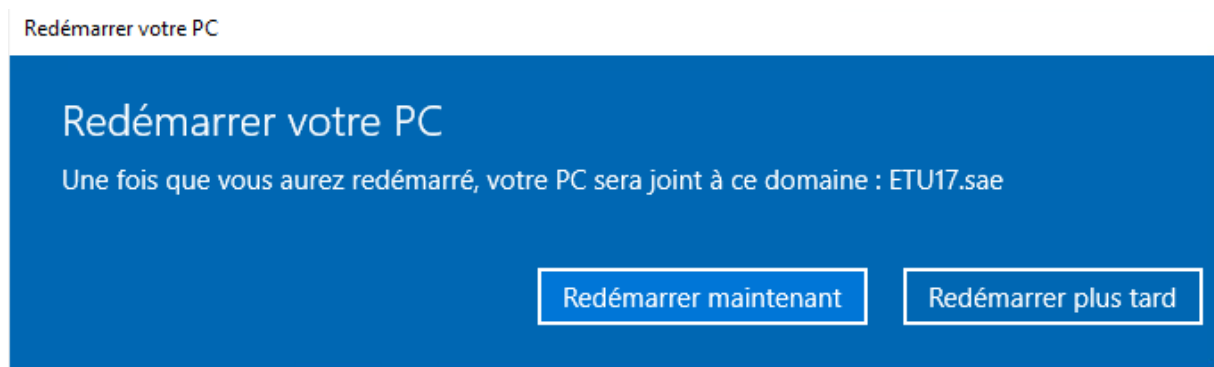 Redémarrer votre PC
Redémarrer votre PC
Une fois que vous aurez redémarré, votre PC sera joint à ce domaine : ETU17.sae
Redémarrer maintenant
Redémarrer plus tard